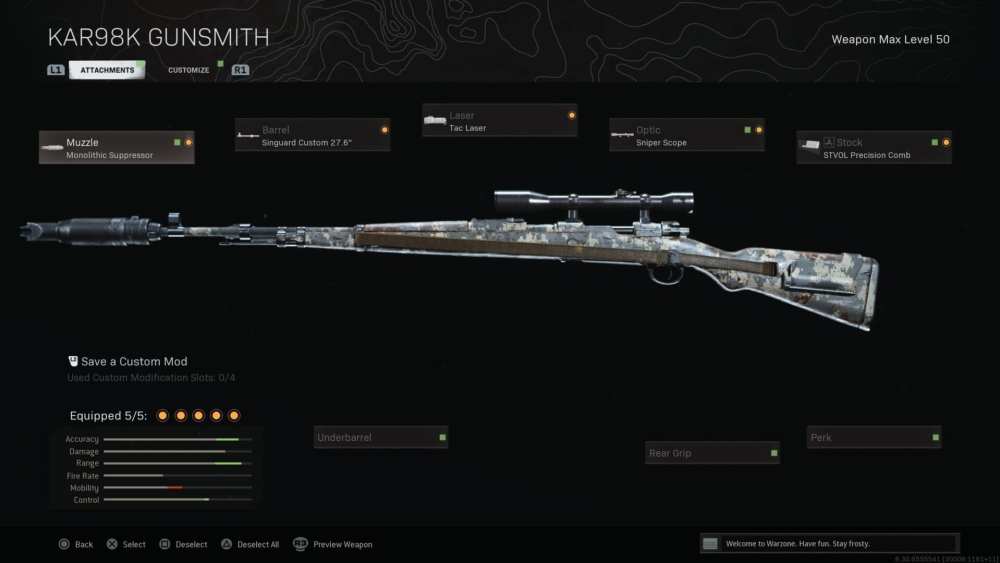 KAR98K GUNSMITH
Weapon Max Level 50
L1 ATTACHMENTS CUSTOMIZE R1
Muzzle
Monolithic Suppressor
Barrel
Singuard Custom 27.6"
Laser
Tac Laser
Optic
Sniper Scope
Stock
STVOL Precision Comb
Save a Custom Mod
Used Custom Modification Slots: 0/4
Equipped 5/5:
Accuracy
Damage
Range
Fire Rate
Mobility
Control
Underbarrel
Rear Grip
Perk
Back Select Deselect Deselect All R3 Preview Weapon
Welcome to Warzone. Have fun. Stay frosty.